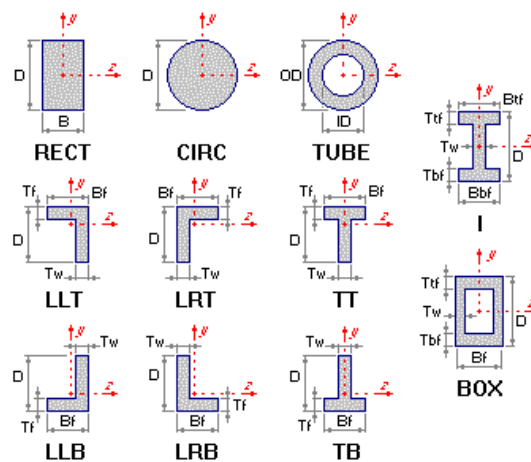 y y y
D z D z OD z
B ID
RECT CIRC TUBE
y
Btf
Ttf
Tw D z
Tbf
Bbf
I
y y y
Tf Bf Bf Tf Tf Bf
D z D z D z
Tw Tw Tw
LLT LRT TT
y
Ttf
Tw z D
Tbf
Bf
BOX
y Tw Tw y Tw y
D z D z D z
Tf Bf Bf Tf Tf Bf
LLB LRB TB